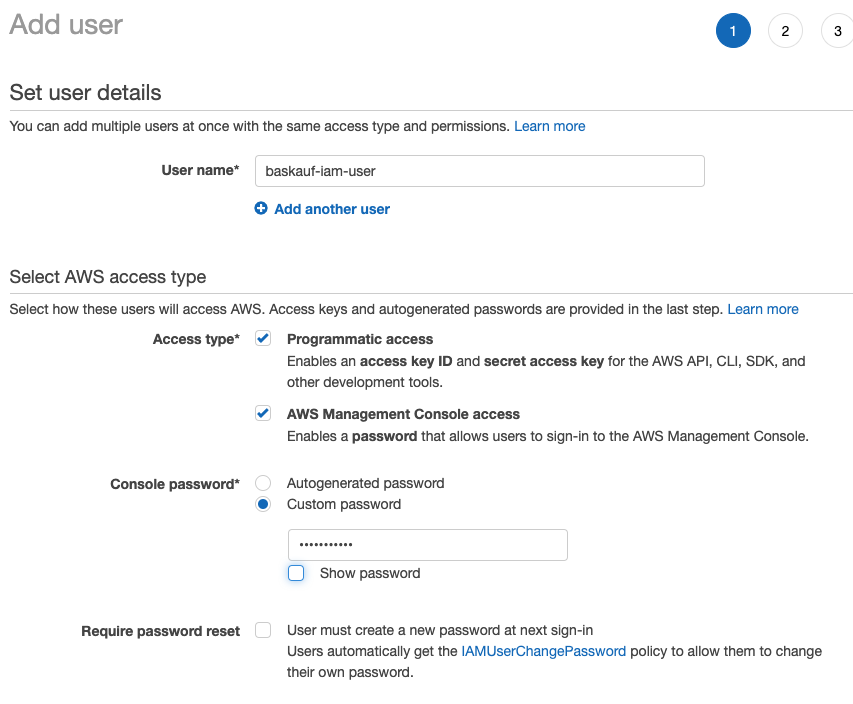 Add user
1 2 3
Set user details
You can add multiple users at once with the same access type and permissions. Learn more
User name* baskauf-iam-user
Add another user
Select AWS access type
Select how these users will access AWS. Access keys and autogenerated passwords are provided in the last step. Learn more
Access type* Programmatic access
Enables an access key ID and secret access key for the AWS API, CLI, SDK, and
other development tools.
AWS Management Console access
Enables a password that allows users to sign-in to the AWS Management Console.
Console password* Autogenerated password
Custom password
•••••••••••
Show password
Require password reset User must create a new password at next sign-in
Users automatically get the IAMUserChangePassword policy to allow them to change
their own password.